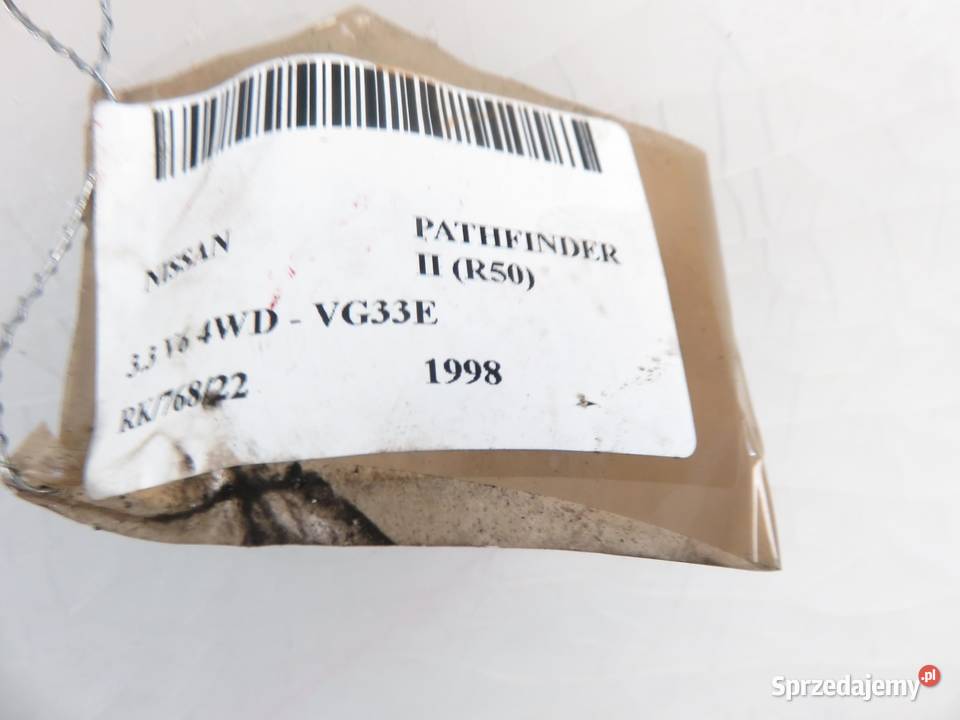 NISSAN PATHFINDER
II (R50)
3.3 V6 4WD - VG33E
RK/768/22 1998
Sprzedajemy.pl